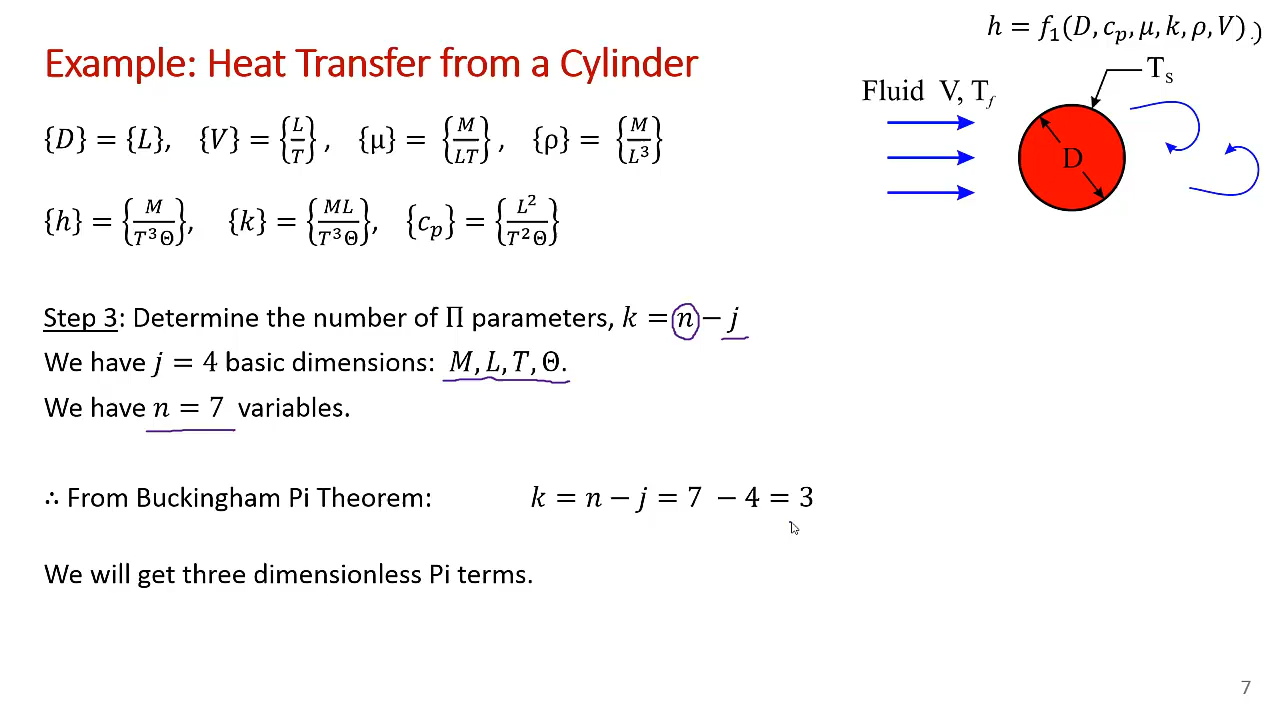 h = f₁(D, cₚ, μ, k, ρ, V).)
Example: Heat Transfer from a Cylinder
Fluid V, T_f
T_s
D
{D} = {L}, {V} = {L/T}, {μ} = {M/LT}, {ρ} = {M/L³}
{h} = {M/T³Θ}, {k} = {ML/T³Θ}, {cₚ} = {L²/T²Θ}
Step 3: Determine the number of Π parameters, k = n − j
We have j = 4 basic dimensions: M, L, T, Θ.
We have n = 7 variables.
∴ From Buckingham Pi Theorem: k = n − j = 7 − 4 = 3
We will get three dimensionless Pi terms.
7